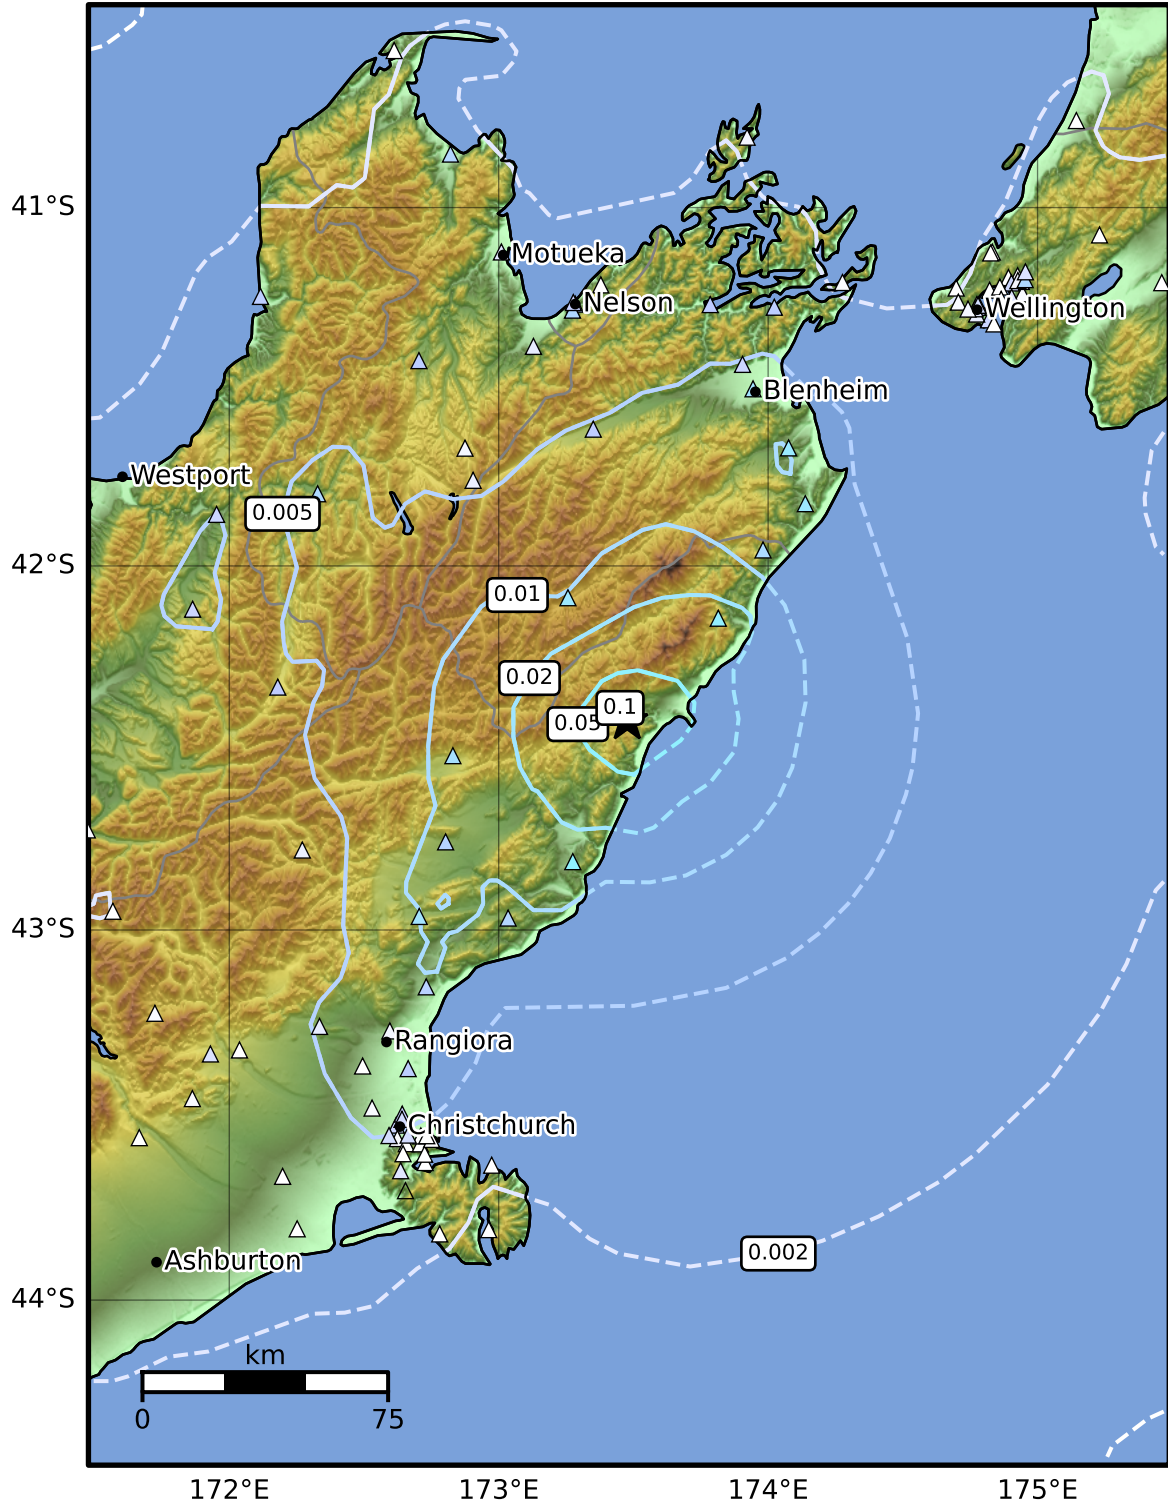 41°S
Motueka
Nelson
Wellington
Blenheim
Westport
0.005
42°S
0.01
0.02
0.1
0.05
43°S
Rangiora
Christchurch
0.002
Ashburton
44°S
km
0
75
172°E
173°E
174°E
175°E